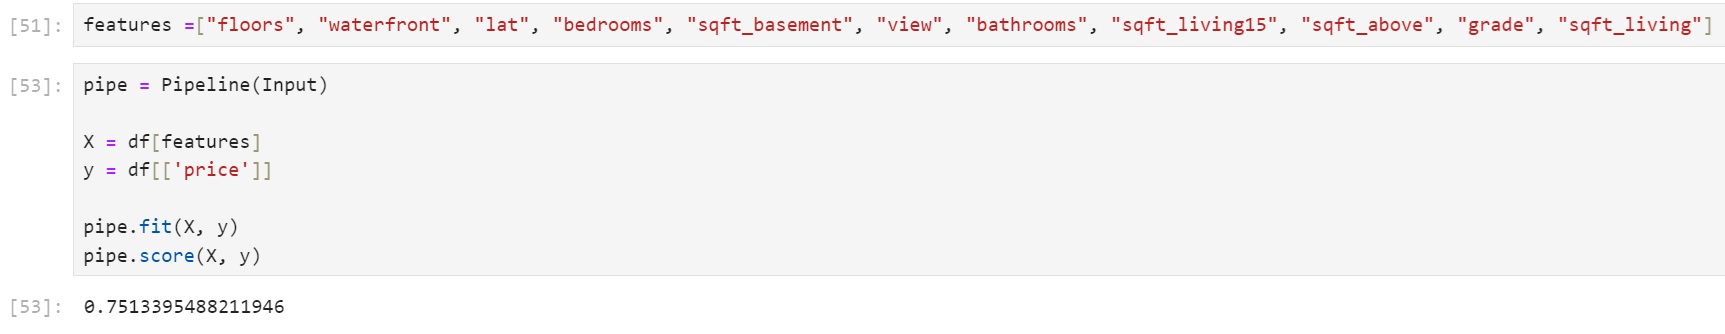 [51]: features =["floors", "waterfront", "lat", "bedrooms", "sqft_basement", "view", "bathrooms", "sqft_living15", "sqft_above", "grade", "sqft_living"]
[53]: pipe = Pipeline(Input)
X = df[features]
y = df[['price']]
pipe.fit(X, y)
pipe.score(X, y)
[53]: 0.7513395488211946